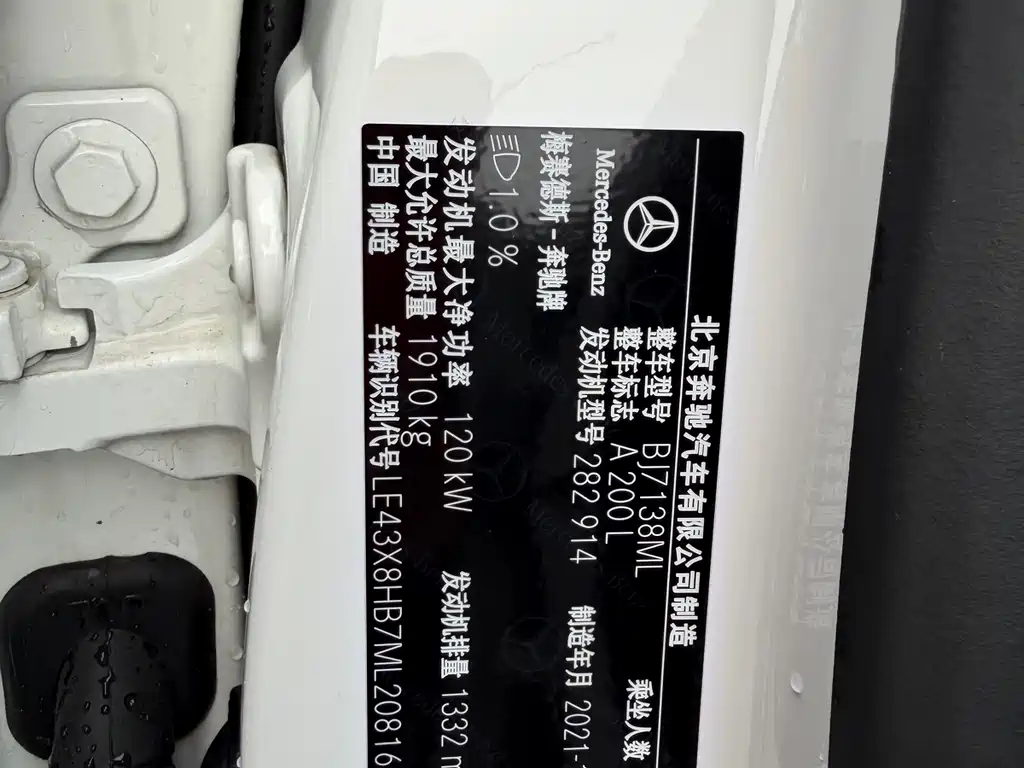 北京奔驰汽车有限公司制造
Mercedes-Benz
梅赛德斯-奔驰牌
整车型号 BJ7138ML
整车标志 A 200 L 乘坐人数
发动机型号 282 914 制造年月 2021-
1.0 %
发动机最大净功率 120 kW 发动机排量 1332 m
最大允许总质量 1910 kg
中国 制造 车辆识别代号 LE43X8HB7ML20816